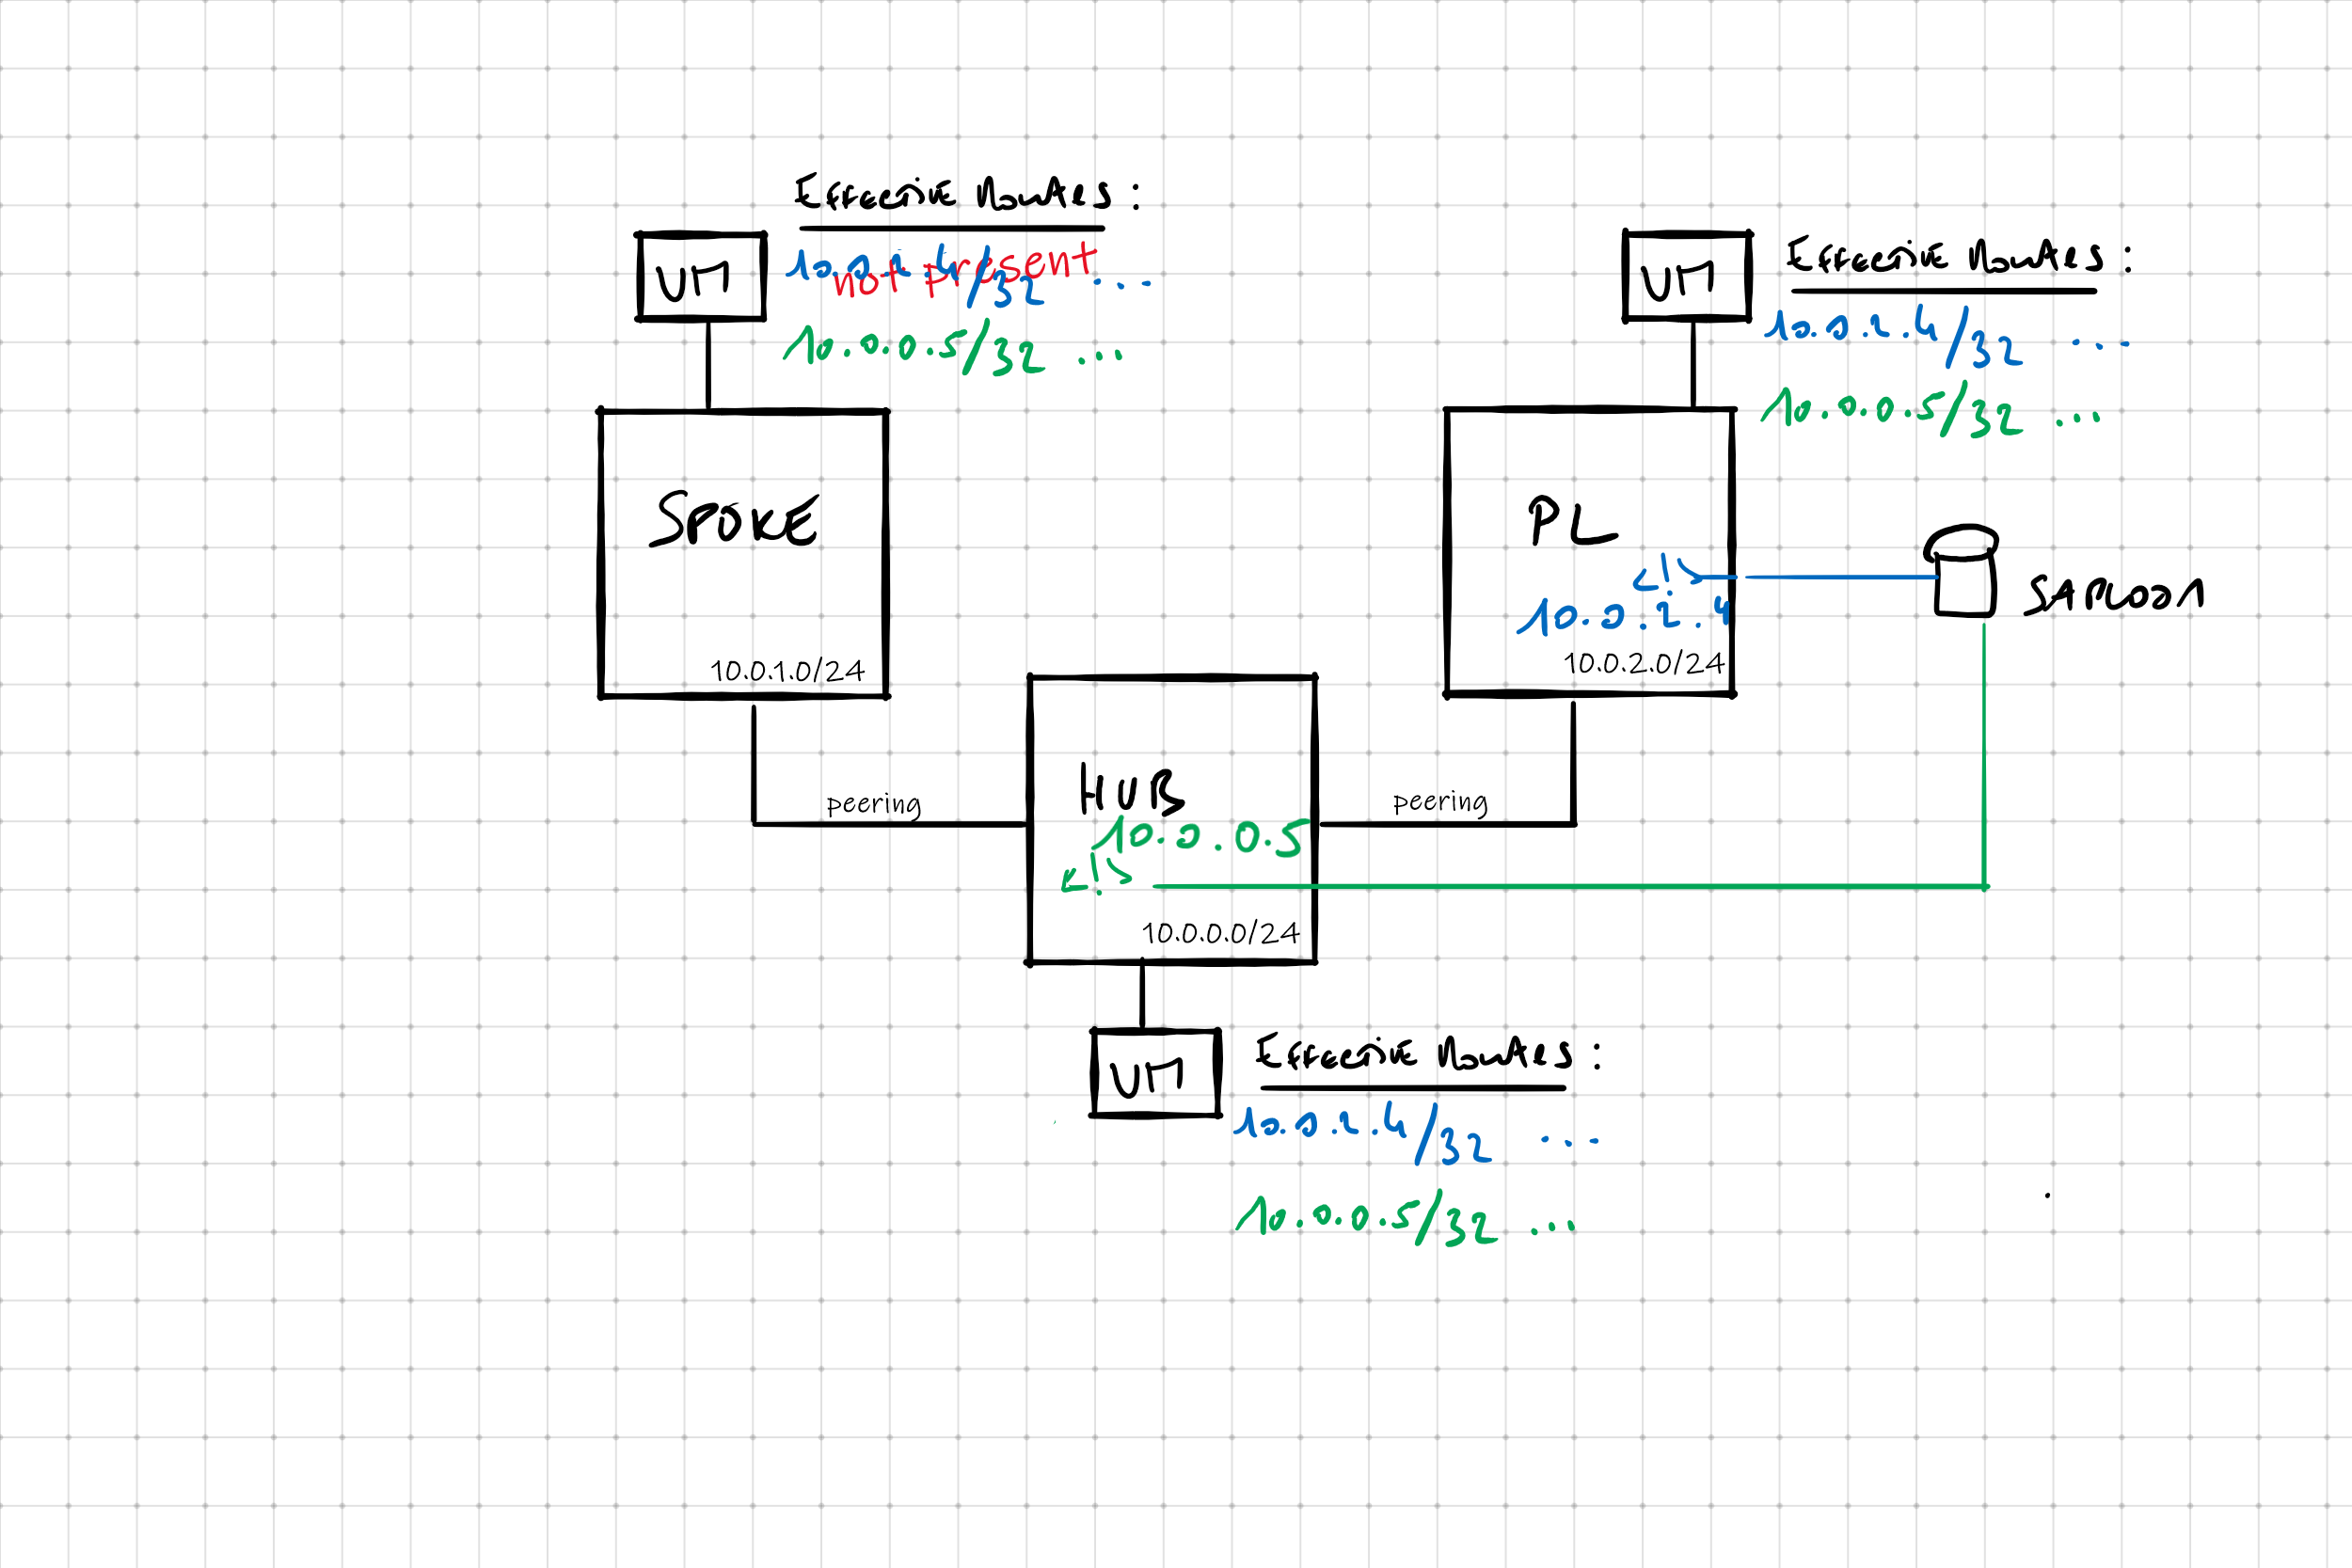 Effective Routes :
10.0.2.4/32 ...
not present
10.0.0.5/32 ...
VM
Effective Routes :
10.0.2.4/32 ...
10.0.0.5/32 ...
VM
SPOKE
10.0.1.0/24
PL
<!>
10.0.2.4
10.0.2.0/24
peering
HUB
10.0.0.5
<!>
10.0.0.0/24
peering
VM
Effective Routes :
10.0.2.4/32 ...
10.0.0.5/32 ...